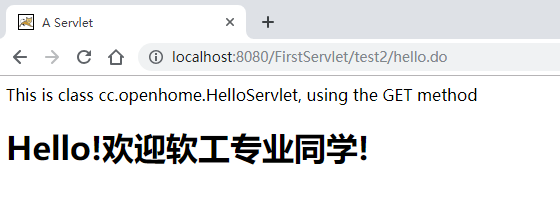 A Servlet
localhost:8080/FirstServlet/test2/hello.do
This is class cc.openhome.HelloServlet, using the GET method
Hello!欢迎软工专业同学!